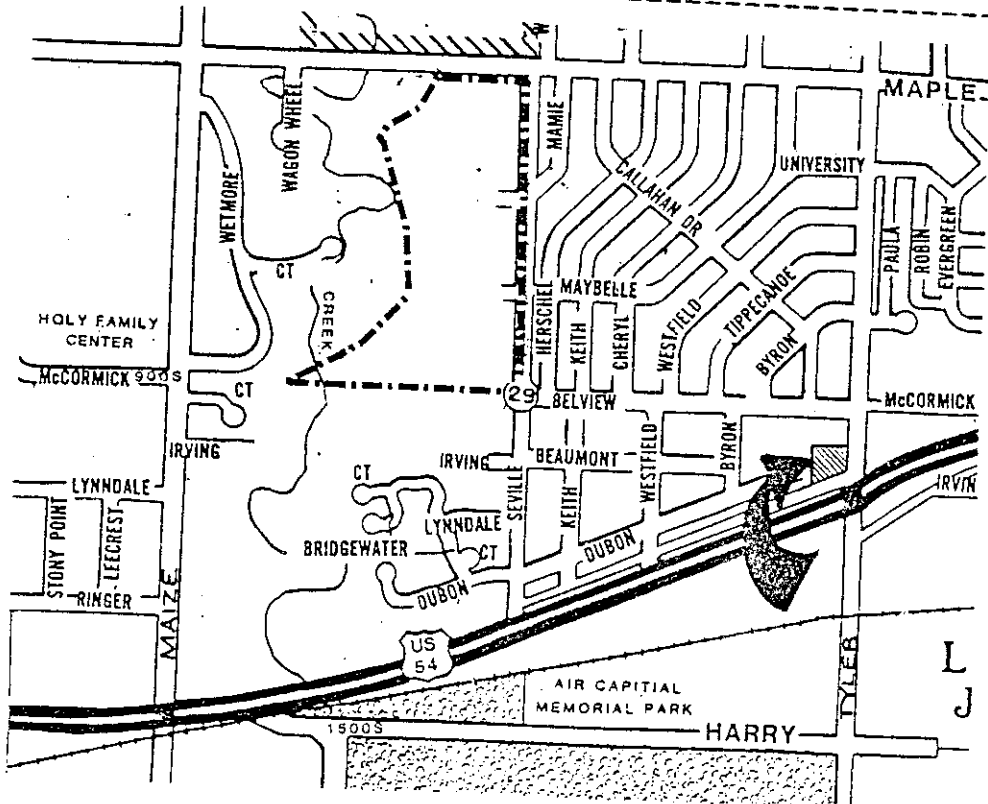 W
MAPLE
MAMIE
WAGON WHEEL
WETMORE
CALLAHAN DR
UNIVERSITY
PAULA
ROBIN
EVERGREEN
CT
CREEK
HERSCHEL
MAYBELLE
KEITH
CHERYL
WESTFIELD
TIPPECANOE
BYRON
HOLY FAMILY
CENTER
McCORMICK 900S
CT
29
BELVIEW
McCORMICK
IRVING
IRVING
BEAUMONT
WESTFIELD
BYRON
LYNNDALE
CT
SEVILLE
KEITH
IRVIN
STONY POINT
LEECREST
LYNNDALE
BRIDGEWATER
CT
DUBON
DUBON
RINGER
MAIZE
US
54
TYLER
L
J
AIR CAPITIAL
MEMORIAL PARK
1500S
HARRY